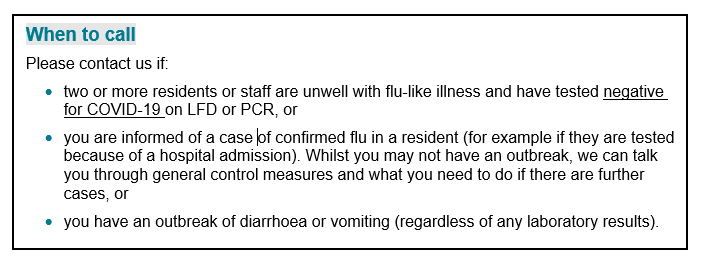 When to call
Please contact us if:
• two or more residents or staff are unwell with flu-like illness and have tested negative
for COVID-19 on LFD or PCR, or
• you are informed of a case of confirmed flu in a resident (for example if they are tested
because of a hospital admission). Whilst you may not have an outbreak, we can talk
you through general control measures and what you need to do if there are further
cases, or
• you have an outbreak of diarrhoea or vomiting (regardless of any laboratory results).